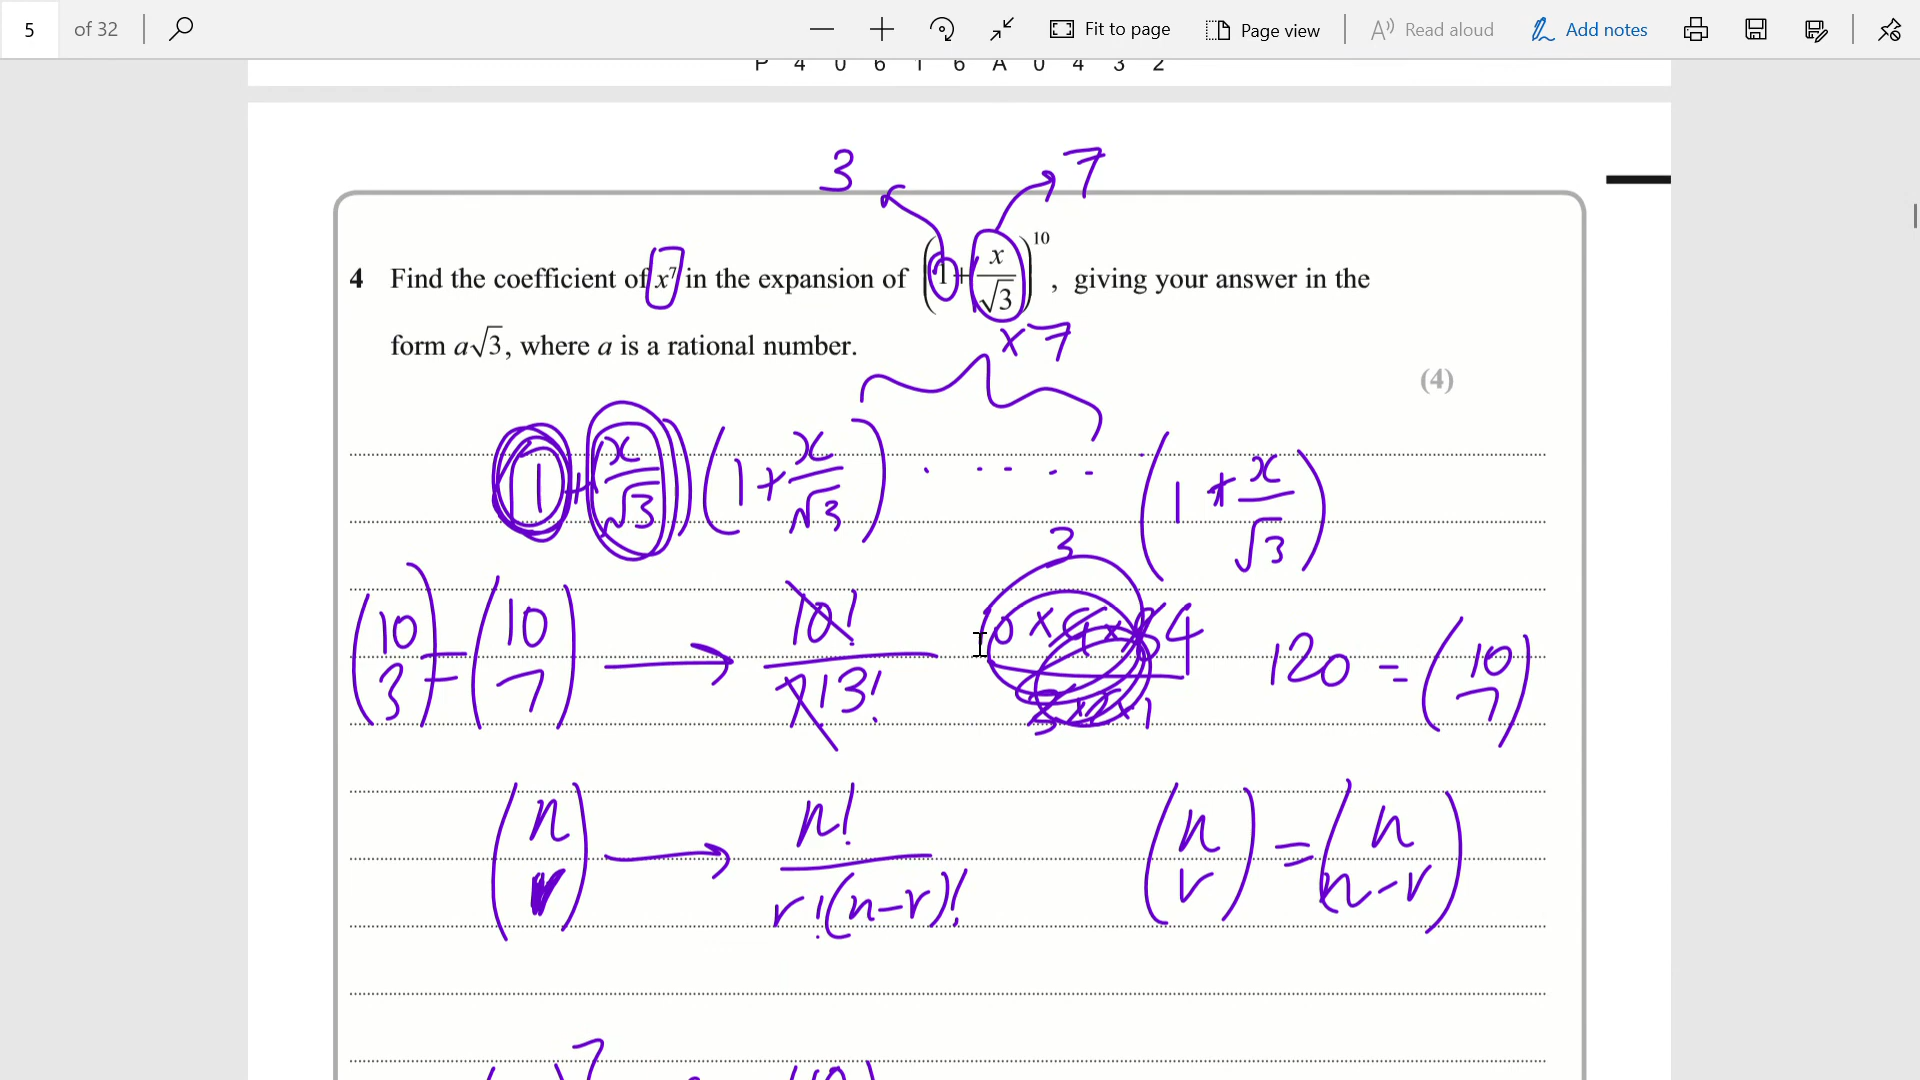 5 of 32 Fit to page Page view Read aloud Add notes
P 4 0 6 1 6 A 0 4 3 2
3 7
4 Find the coefficient of x⁷ in the expansion of (1 + x/√3)¹⁰, giving your answer in the
form a√3, where a is a rational number.
x7
(4)
1 + x/√3) (1 + x/√3) ..... (1 + x/√3)
3
(10 3) = (10 7) → 10!/7!3! 4 120 = (10 7)
(n r) → n!/r!(n-r)! (n r) = (n n-r)
7